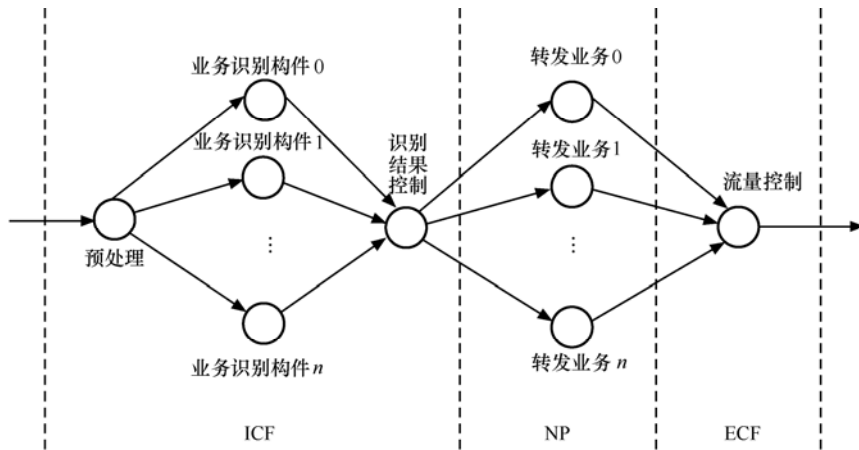 业务识别构件0
转发业务0
业务识别构件1
识别
结果
控制
转发业务1
流量控制
预处理
⋮
⋮
业务识别构件n
转发业务n
ICF
NP
ECF